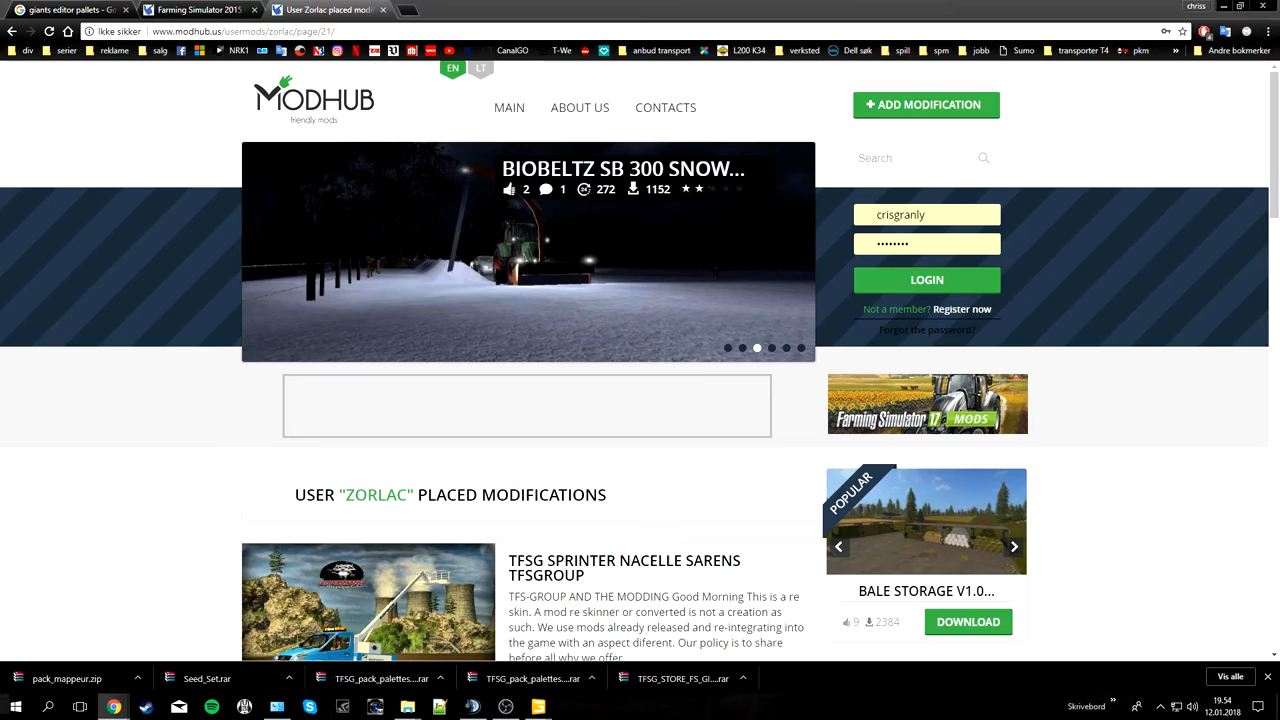 giants editor pallets - Go
Farming Simulator 2015
User Zorlac placed modi
chriss
Ikke sikker
www.modhub.us/usermods/zorlac/page/21/
div
serier
reklame
salg
NRK1
CanalGO
T-We
anbud transport
L200 K34
verksted
Dell søk
spill
spm
jobb
Sumo
transporter T4
pkm
»
Andre bokmerker
EN
LT
MODHUB
friendly mods
MAIN
ABOUT US
CONTACTS
+ ADD MODIFICATION
Search
BIOBELTZ SB 300 SNOW...
2 1 272 1152
crisgranly
••••••••
LOGIN
Not a member? Register now
Forgot the password?
Farming Simulator 17 MODS
USER "ZORLAC" PLACED MODIFICATIONS
POPULAR
TFSG SPRINTER NACELLE SARENS
TFSGROUP
TFS-GROUP AND THE MODDING Good Morning This is a re
skin. A mod re skinner or converted is not a creation as
such. We use mods already released and re-integrating into
the game with an aspect diferent. Our policy is to share
before all why we offer
BALE STORAGE V1.0...
9 2384
DOWNLOAD
pack_mappeur.zip
Seed_Set.rar
TFSG_pack_palettes....rar
TFSG_pack_palettes....rar
TFSG_STORE_FS_GI....rar
Vis alle
Skrivebord
»
19.54
12.01.2018